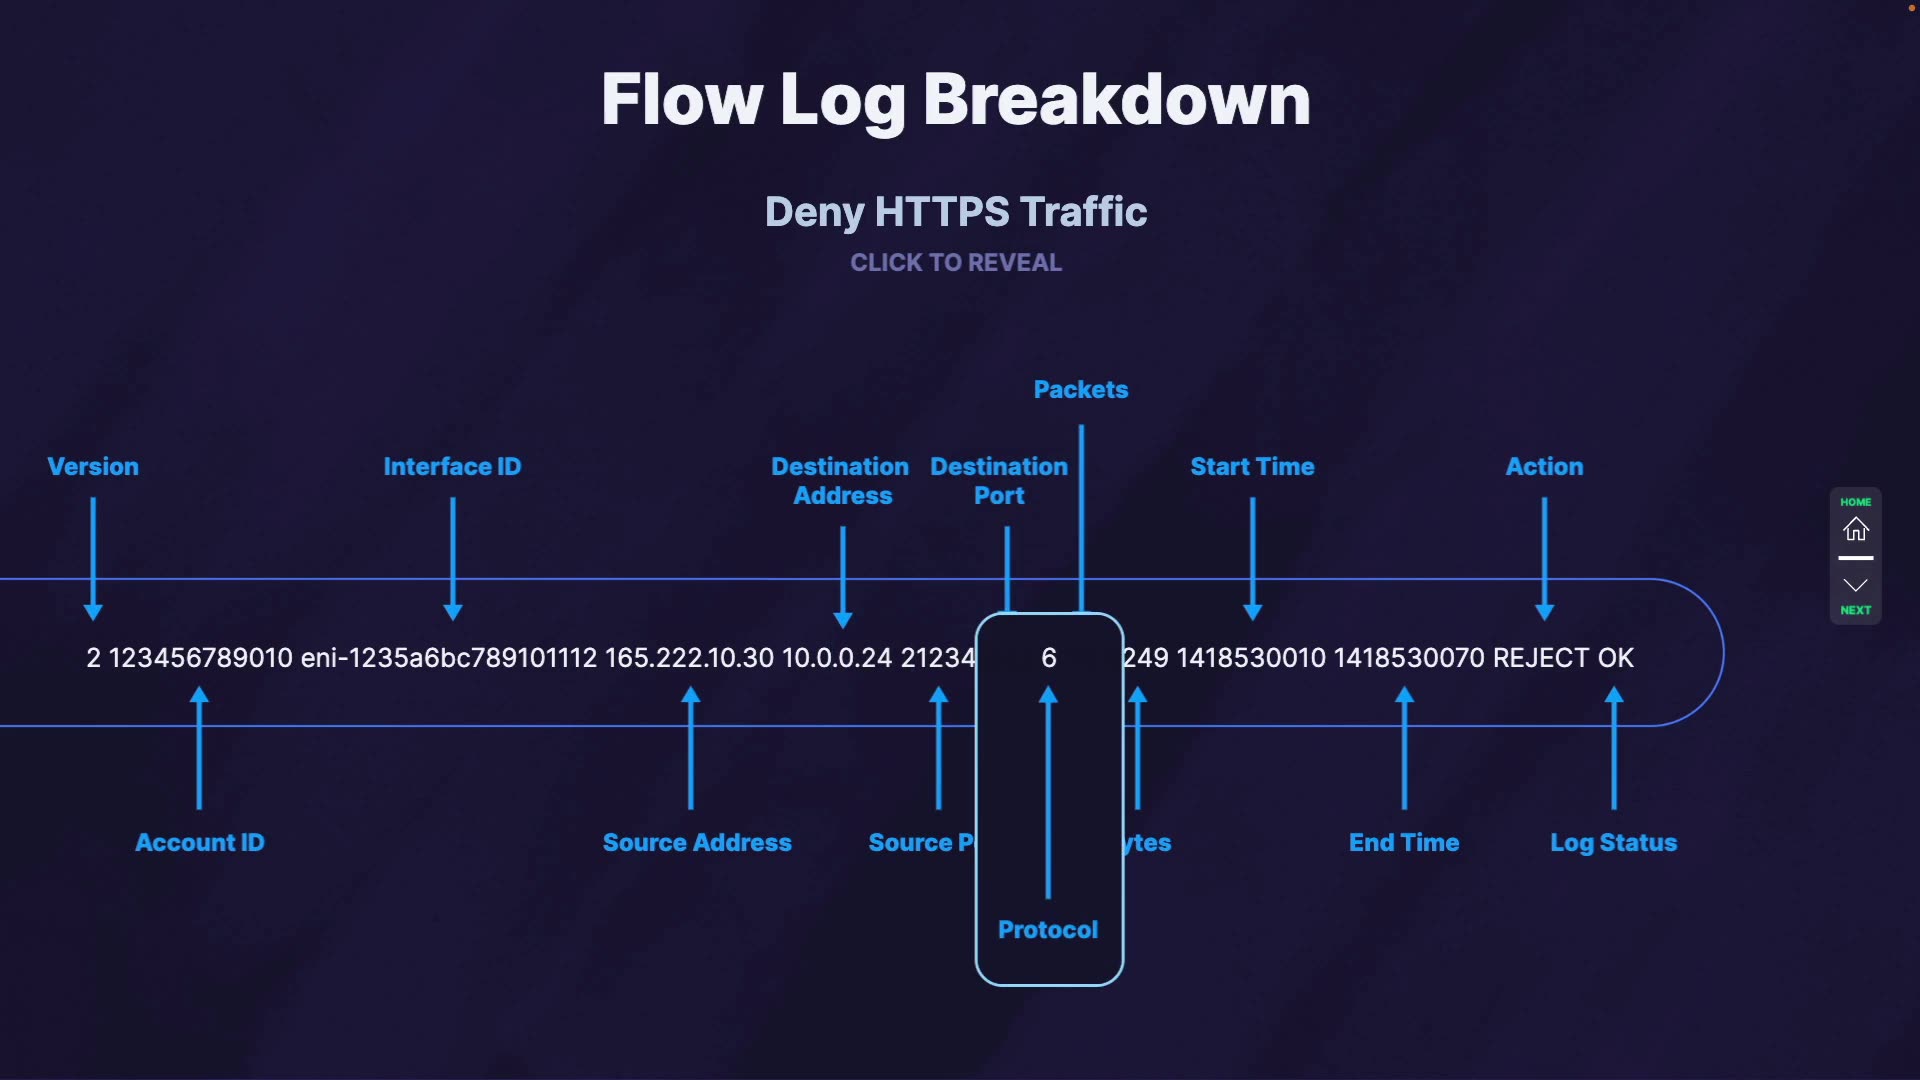 Flow Log Breakdown
Deny HTTPS Traffic
CLICK TO REVEAL
Packets
Version
Interface ID
Destination
Address
Destination
Port
Start Time
Action
2 123456789010 eni-1235a6bc789101112 165.222.10.30 10.0.0.24 21234 6 249 1418530010 1418530070 REJECT OK
Account ID
Source Address
Source P
ytes
End Time
Log Status
Protocol
HOME
NEXT